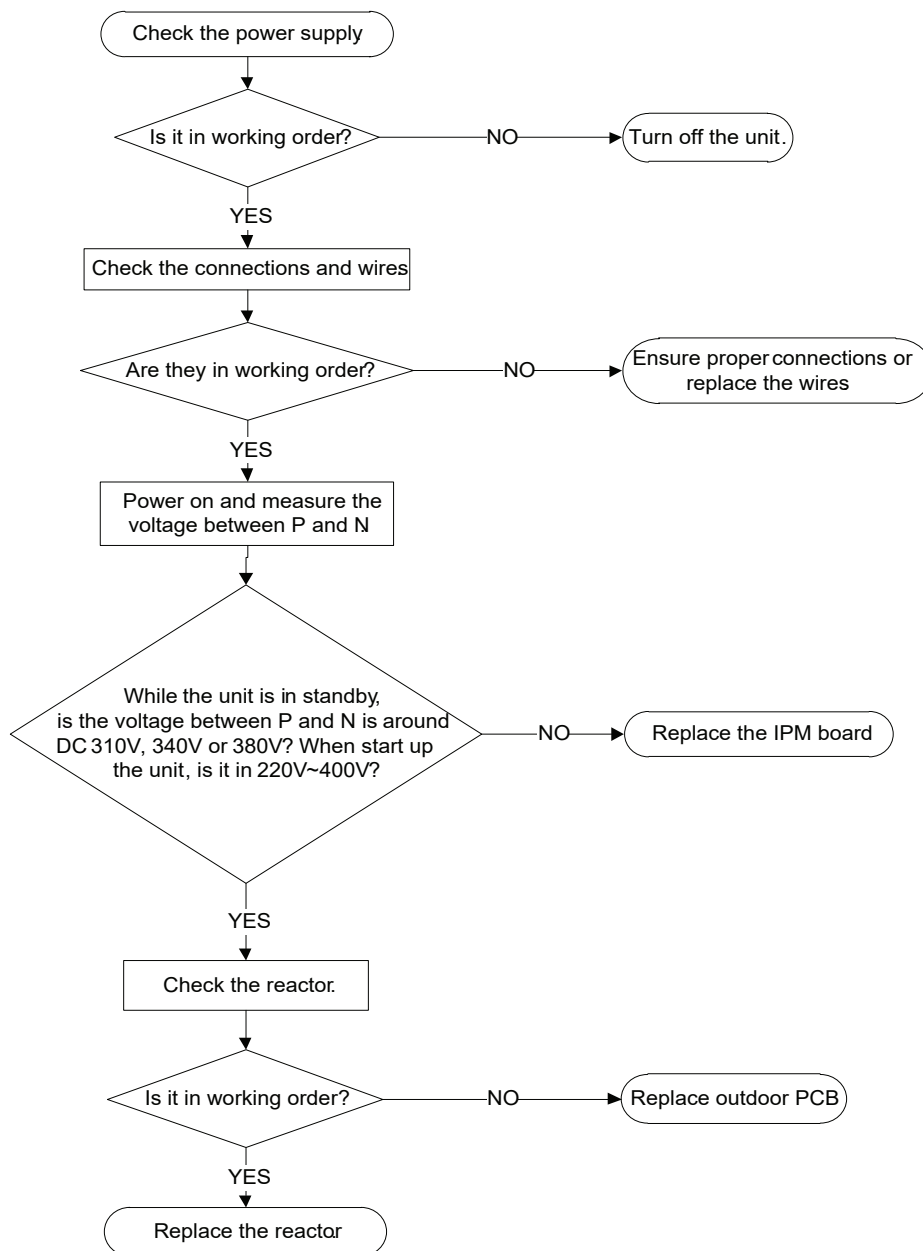 Check the power supply
Is it in working order?
NO
Turn off the unit.
YES
Check the connections and wires
Are they in working order?
NO
Ensure proper connections or
replace the wires
YES
Power on and measure the
voltage between P and N
While the unit is in standby,
is the voltage between P and N is around
DC 310V, 340V or 380V? When start up
the unit, is it in 220V~400V?
NO
Replace the IPM board
YES
Check the reactor.
Is it in working order?
NO
Replace outdoor PCB
YES
Replace the reactor